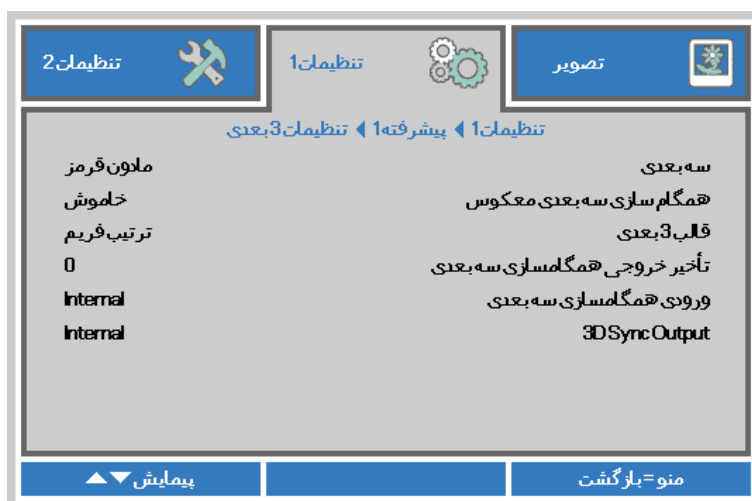 تصویر
تنظیمات1
تنظیمات2
تنظیمات1 ◀ پیشرفته1 ◀ تنظیمات3بعدی
سه بعدی مادون قرمز
همگام سازی سه بعدی معکوس خاموش
قالب3بعدی ترتیب فریم
تأخیر خروجی همگامسازی سه بعدی 0
ورودی همگامسازی سه بعدی Internal
3D Sync Output Internal
منو=بازگشت
پیمایش▼▲